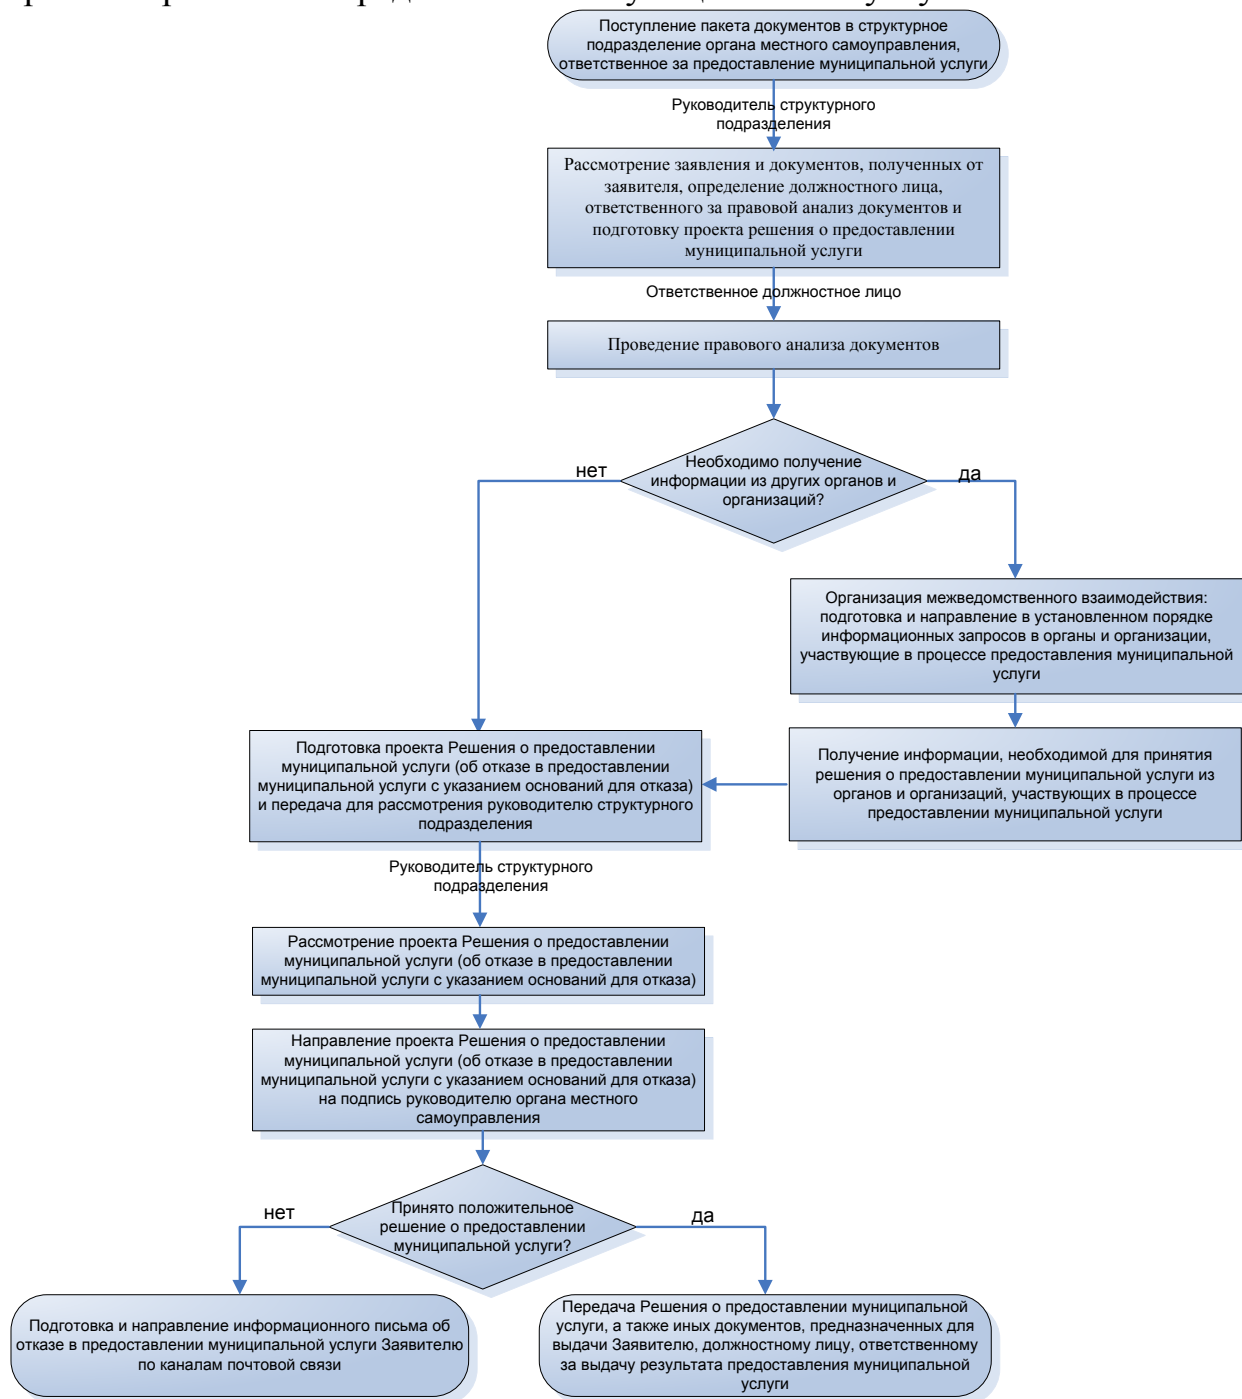 Поступление пакета документов в структурное
подразделение органа местного самоуправления,
ответственное за предоставление муниципальной услуги
Руководитель структурного
подразделения
Рассмотрение заявления и документов, полученных от
заявителя, определение должностного лица,
ответственного за правовой анализ документов и
подготовку проекта решения о предоставлении
муниципальной услуги
Ответственное должностное лицо
Проведение правового анализа документов
Необходимо получение
информации из других органов и
организаций?
нет
да
Организация межведомственного взаимодействия:
подготовка и направление в установленном порядке
информационных запросов в органы и организации,
участвующие в процессе предоставления муниципальной
услуги
Получение информации, необходимой для принятия
решения о предоставлении муниципальной услуги из
органов и организаций, участвующих в процессе
предоставлении муниципальной услуги
Подготовка проекта Решения о предоставлении
муниципальной услуги (об отказе в предоставлении
муниципальной услуги с указанием оснований для отказа)
и передача для рассмотрения руководителю структурного
подразделения
Руководитель структурного
подразделения
Рассмотрение проекта Решения о предоставлении
муниципальной услуги (об отказе в предоставлении
муниципальной услуги с указанием оснований для отказа)
Направление проекта Решения о предоставлении
муниципальной услуги (об отказе в предоставлении
муниципальной услуги с указанием оснований для отказа)
на подпись руководителю органа местного
самоуправления
Принято положительное
решение о предоставлении
муниципальной услуги?
нет
да
Подготовка и направление информационного письма об
отказе в предоставлении муниципальной услуги Заявителю
по каналам почтовой связи
Передача Решения о предоставлении муниципальной
услуги, а также иных документов, предназначенных для
выдачи Заявителю, должностному лицу, ответственному
за выдачу результата предоставления муниципальной
услуги